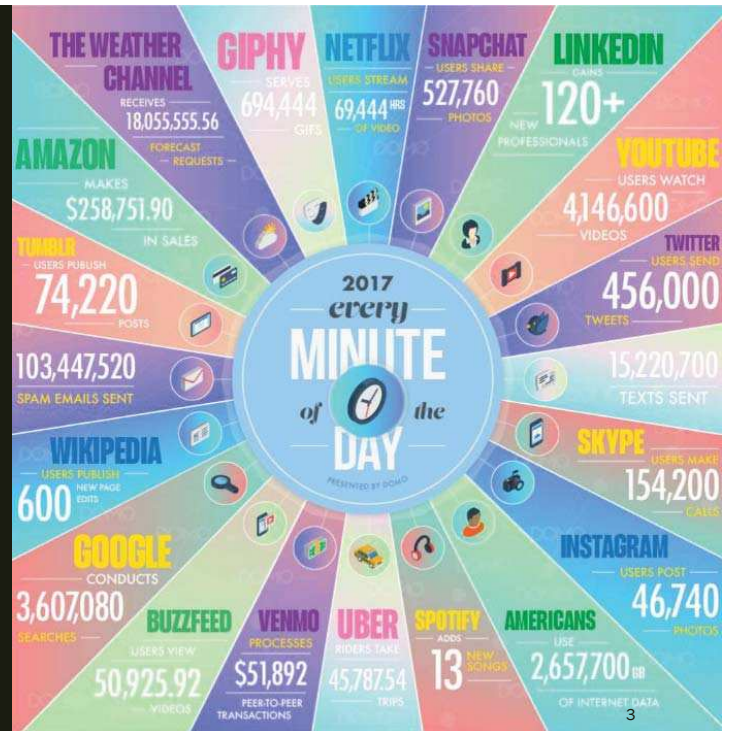 THE WEATHER
CHANNEL
RECEIVES
18,055,555.56
FORECAST
REQUESTS
GIPHY
SERVES
694,444
GIFS
NETFLIX
USERS STREAM
69,444 HRS
OF VIDEO
SNAPCHAT
USERS SHARE
527,760
PHOTOS
LINKEDIN
GAINS
120+
NEW
PROFESSIONALS
YOUTUBE
USERS WATCH
4,146,600
VIDEOS
TWITTER
USERS SEND
456,000
TWEETS
15,220,700
TEXTS SENT
SKYPE
USERS MAKE
154,200
CALLS
INSTAGRAM
USERS POST
46,740
PHOTOS
AMERICANS
USE
2,657,700 GB
OF INTERNET DATA
SPOTIFY
ADDS
13 NEW
SONGS
UBER
RIDERS TAKE
45,787.54
TRIPS
VENMO
PROCESSES
$51,892
PEER-TO-PEER
TRANSACTIONS
BUZZFEED
USERS VIEW
50,925.92
VIDEOS
GOOGLE
CONDUCTS
3,607,080
SEARCHES
WIKIPEDIA
USERS PUBLISH
600 NEW PAGE
EDITS
103,447,520
SPAM EMAILS SENT
TUMBLR
USERS PUBLISH
74,220
POSTS
AMAZON
MAKES
$258,751.90
IN SALES
2017
every
MINUTE
of the
DAY
PRESENTED BY DOMO
3